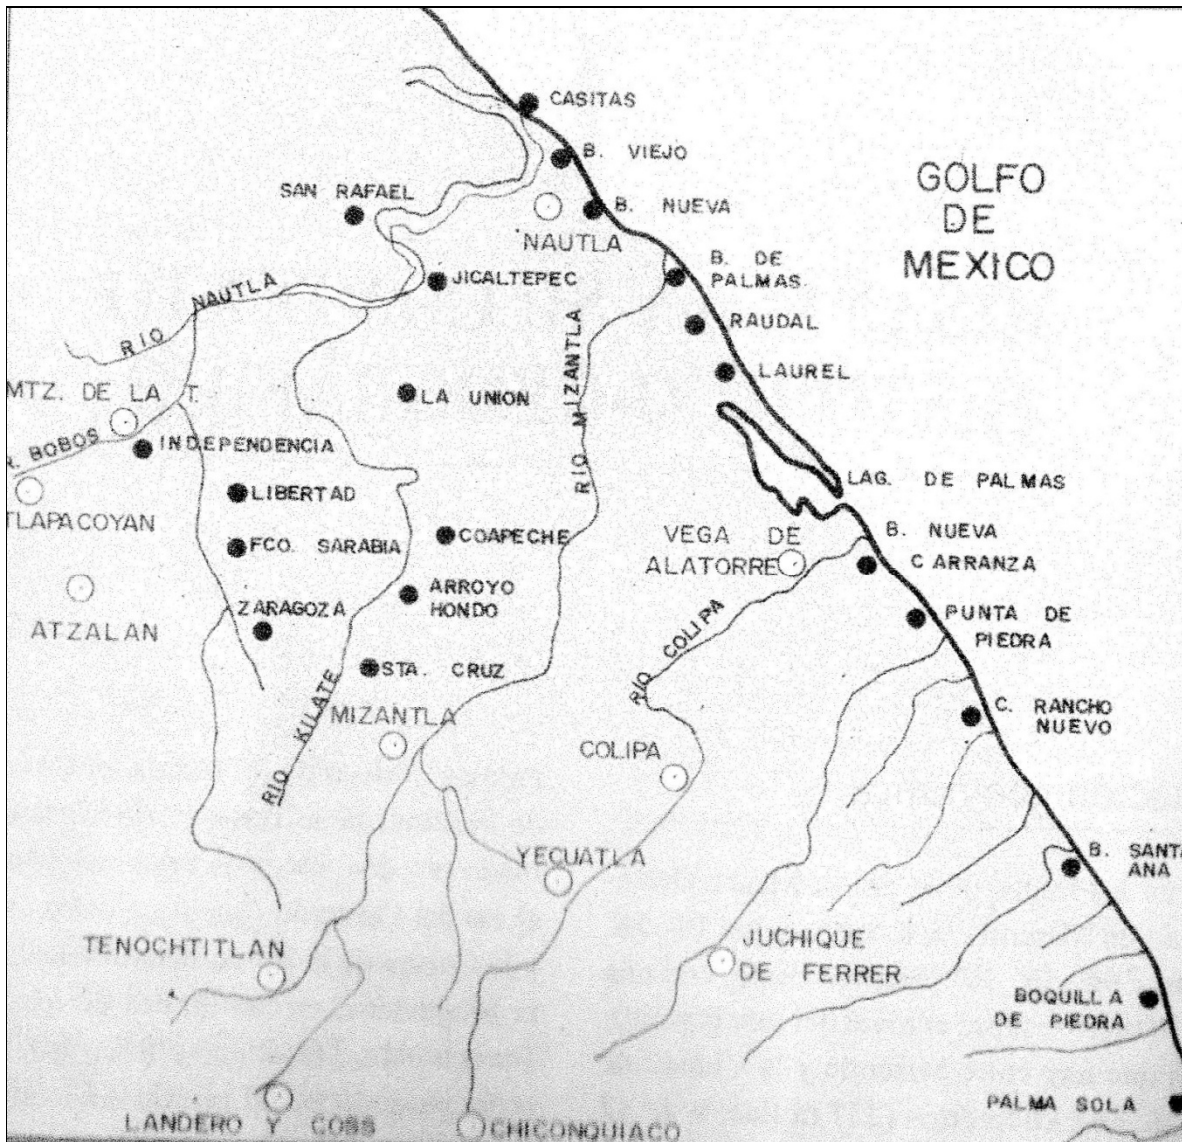 CASITAS
B. VIEJO
GOLFO
DE
MEXICO
SAN RAFAEL
B. NUEVA
NAUTLA
B. DE
PALMAS.
JICALTEPEC
RIO NAUTLA
RAUDAL
LAUREL
RIO MIZANTLA
MTZ. DE LA T.
LA UNION
R. BOBOS
INDEPENDENCIA
LIBERTAD
LAG. DE PALMAS
TLAPACOYAN
FCO. SARABIA
COAPECHE
VEGA DE
ALATORRE
B. NUEVA
CARRANZA
ARROYO
HONDO
ZARAGOZA
ATZALAN
PUNTA DE
PIEDRA
RIO COLIPA
STA. CRUZ
RIO KILATE
MIZANTLA
C. RANCHO
NUEVO
COLIPA
YECUATLA
B. SANTA
ANA
TENOCHTITLAN
JUCHIQUE
DE FERRER
BOQUILLA
DE PIEDRA
LANDERO Y COSS
CHICONQUIACO
PALMA SOLA